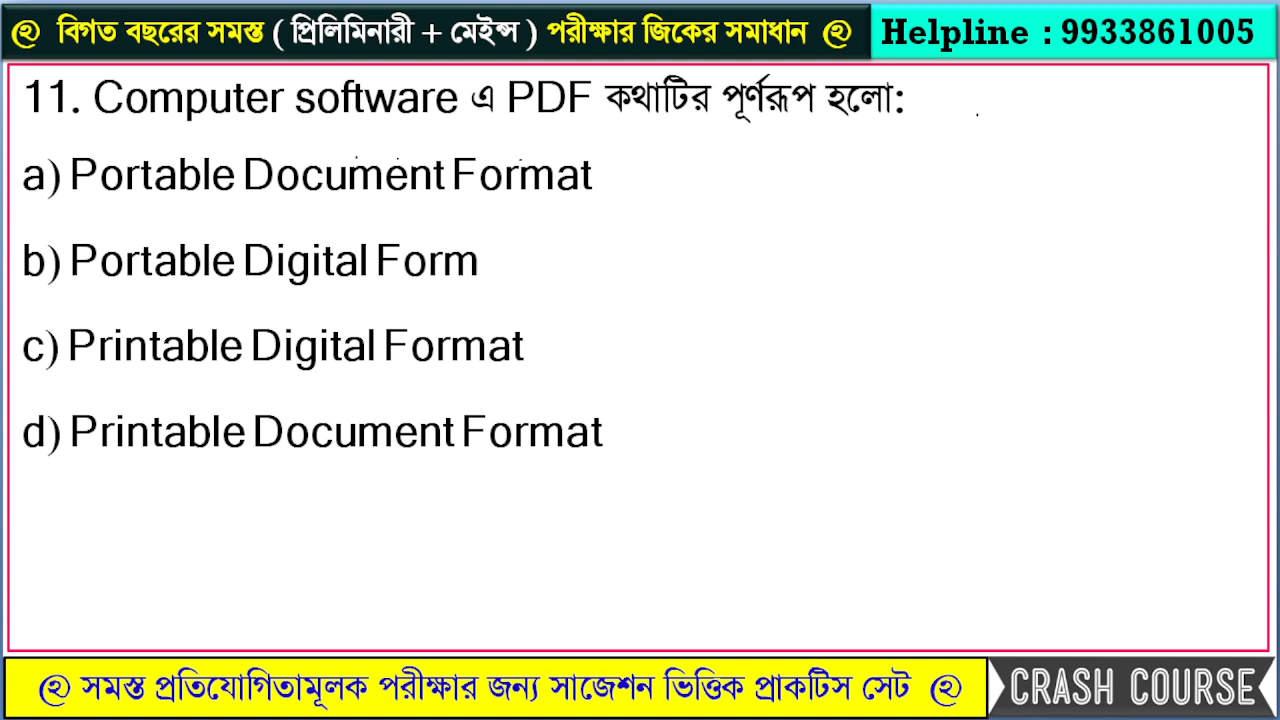 বিগত বছরের সমস্ত ( প্রিলিমিনারী + মেইন্স ) পরীক্ষার জিকের সমাধান
Helpline : 9933861005
11. Computer software এ PDF কথাটির পূর্ণরূপ হলো:
a) Portable Document Format
b) Portable Digital Form
c) Printable Digital Format
d) Printable Document Format
সমস্ত প্রতিযোগিতামূলক পরীক্ষার জন্য সাজেশন ভিত্তিক প্রাকটিস সেট
CRASH COURSE